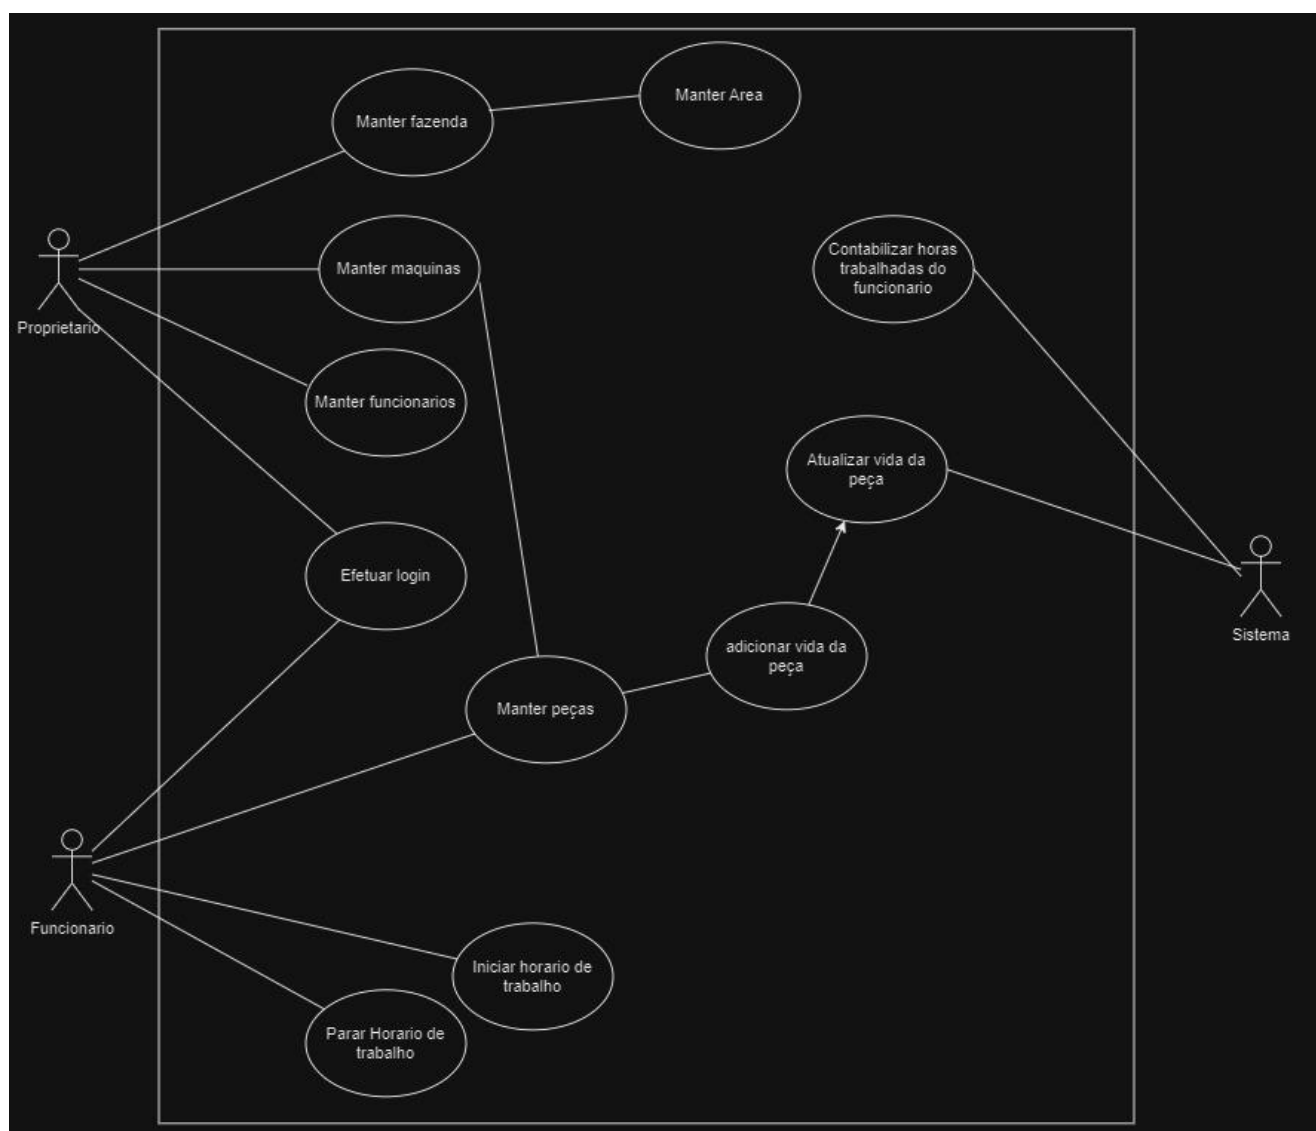 Manter Area
Manter fazenda
Contabilizar horas
trabalhadas do
funcionario
Manter maquinas
Proprietario
Manter funcionarios
Atualizar vida da
peça
Efetuar login
Sistema
adicionar vida da
peça
Manter peças
Funcionario
Iniciar horario de
trabalho
Parar Horario de
trabalho